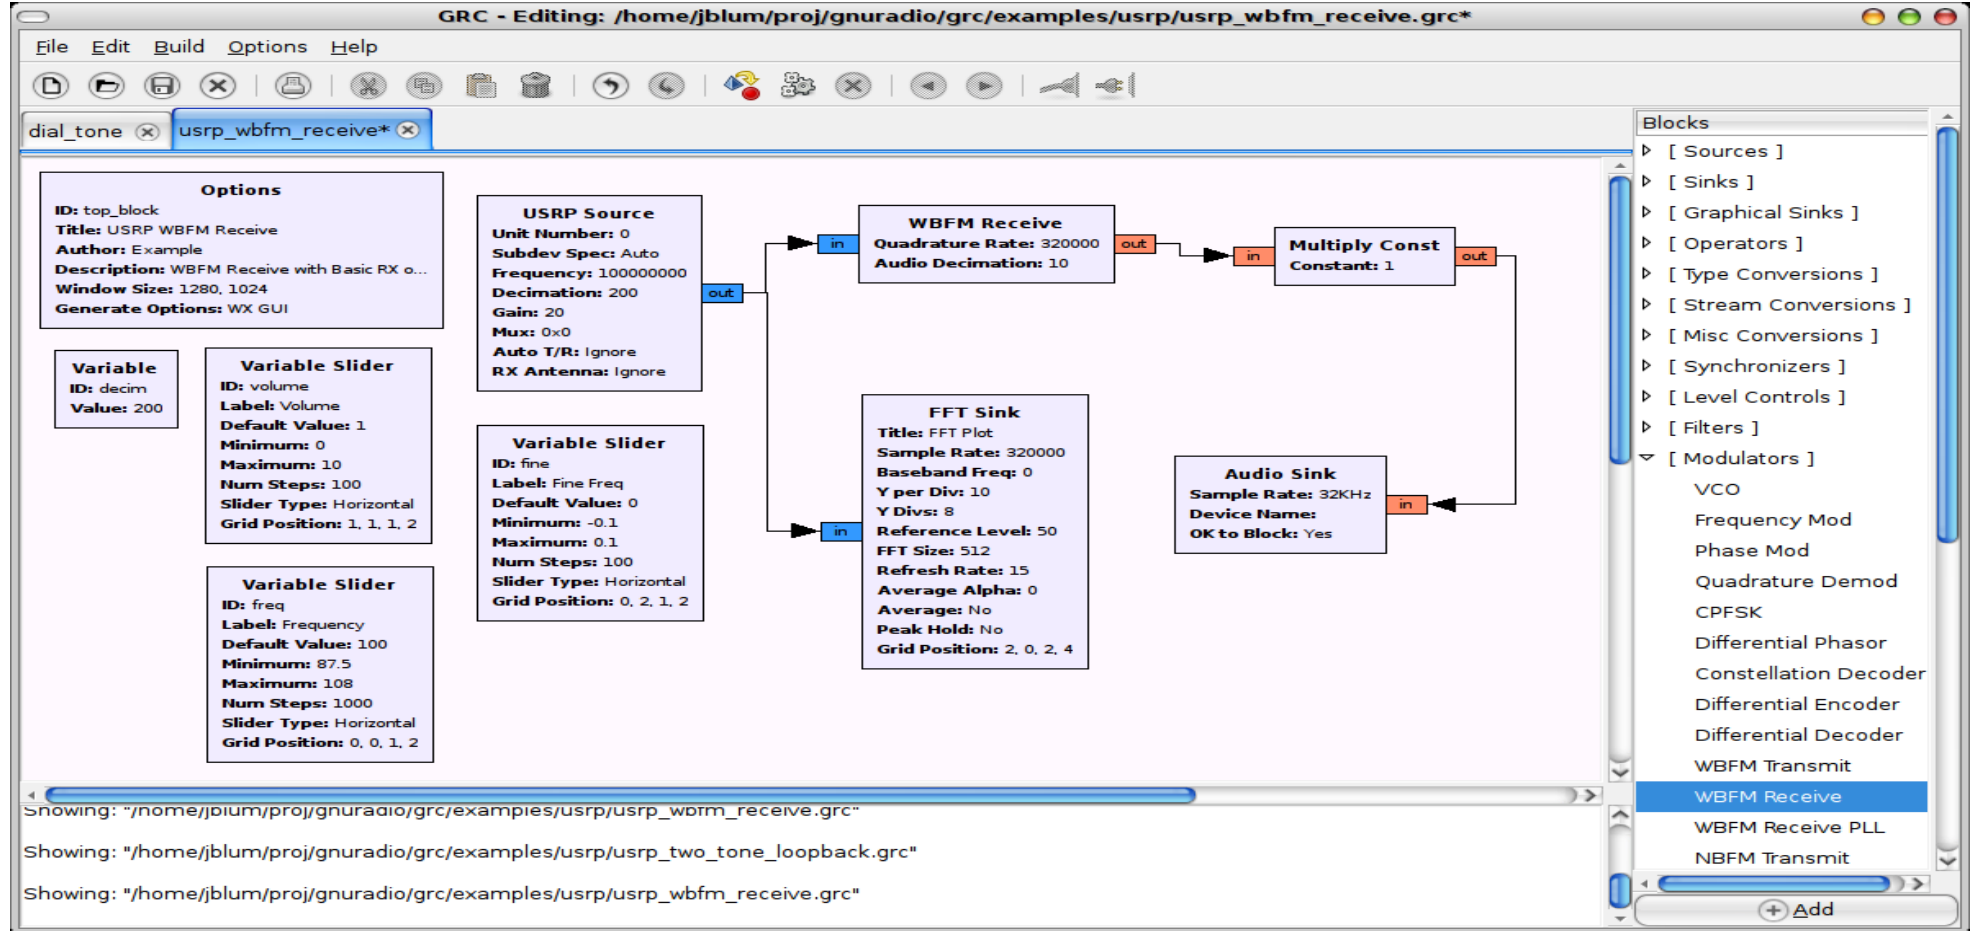 GRC - Editing: /home/jblum/proj/gnuradio/grc/examples/usrp/usrp_wbfm_receive.grc*
File Edit Build Options Help
dial_tone
usrp_wbfm_receive*
Options
ID: top_block
Title: USRP WBFM Receive
Author: Example
Description: WBFM Receive with Basic RX o...
Window Size: 1280, 1024
Generate Options: WX GUI
Variable
ID: decim
Value: 200
Variable Slider
ID: volume
Label: Volume
Default Value: 1
Minimum: 0
Maximum: 10
Num Steps: 100
Slider Type: Horizontal
Grid Position: 1, 1, 1, 2
Variable Slider
ID: freq
Label: Frequency
Default Value: 100
Minimum: 87.5
Maximum: 108
Num Steps: 1000
Slider Type: Horizontal
Grid Position: 0, 0, 1, 2
USRP Source
Unit Number: 0
Subdev Spec: Auto
Frequency: 100000000
Decimation: 200
Gain: 20
Mux: 0x0
Auto T/R: Ignore
RX Antenna: Ignore
out
Variable Slider
ID: fine
Label: Fine Freq
Default Value: 0
Minimum: -0.1
Maximum: 0.1
Num Steps: 100
Slider Type: Horizontal
Grid Position: 0, 2, 1, 2
in
WBFM Receive
Quadrature Rate: 320000
Audio Decimation: 10
out
in
FFT Sink
Title: FFT Plot
Sample Rate: 320000
Baseband Freq: 0
Y per Div: 10
Y Divs: 8
Reference Level: 50
FFT Size: 512
Refresh Rate: 15
Average Alpha: 0
Average: No
Peak Hold: No
Grid Position: 2, 0, 2, 4
in
Multiply Const
Constant: 1
out
Audio Sink
Sample Rate: 32KHz
Device Name:
OK to Block: Yes
in
Showing: "/home/jblum/proj/gnuradio/grc/examples/usrp/usrp_wbfm_receive.grc"
Showing: "/home/jblum/proj/gnuradio/grc/examples/usrp/usrp_two_tone_loopback.grc"
Showing: "/home/jblum/proj/gnuradio/grc/examples/usrp/usrp_wbfm_receive.grc"
Blocks
[ Sources ]
[ Sinks ]
[ Graphical Sinks ]
[ Operators ]
[ Type Conversions ]
[ Stream Conversions ]
[ Misc Conversions ]
[ Synchronizers ]
[ Level Controls ]
[ Filters ]
[ Modulators ]
VCO
Frequency Mod
Phase Mod
Quadrature Demod
CPFSK
Differential Phasor
Constellation Decoder
Differential Encoder
Differential Decoder
WBFM Transmit
WBFM Receive
WBFM Receive PLL
NBFM Transmit
Add